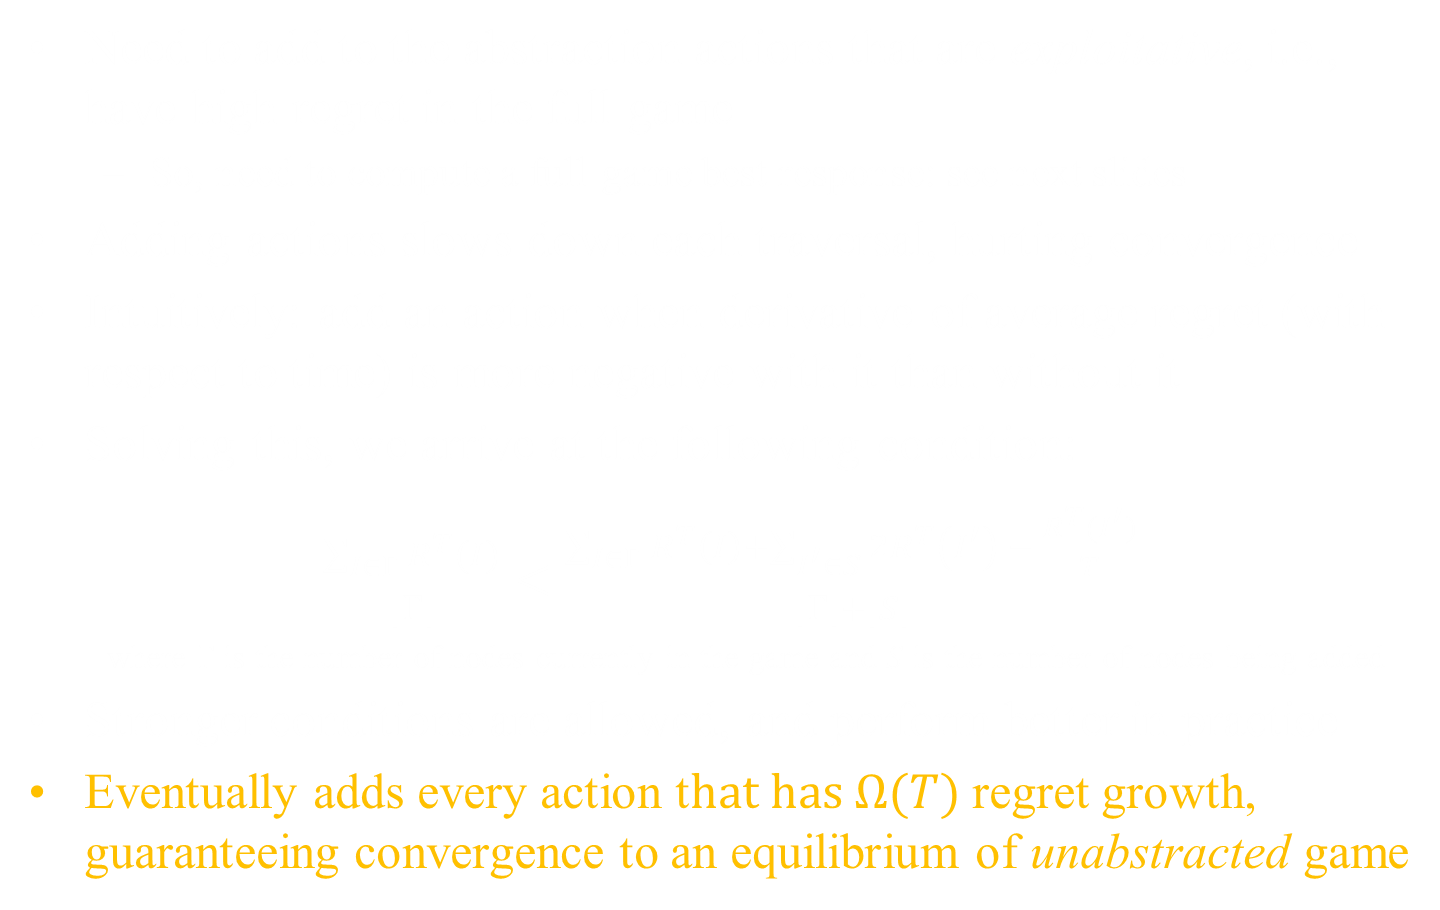 • Eventually adds every action that has Ω(T) regret growth,
guaranteeing convergence to an equilibrium of unabstracted game